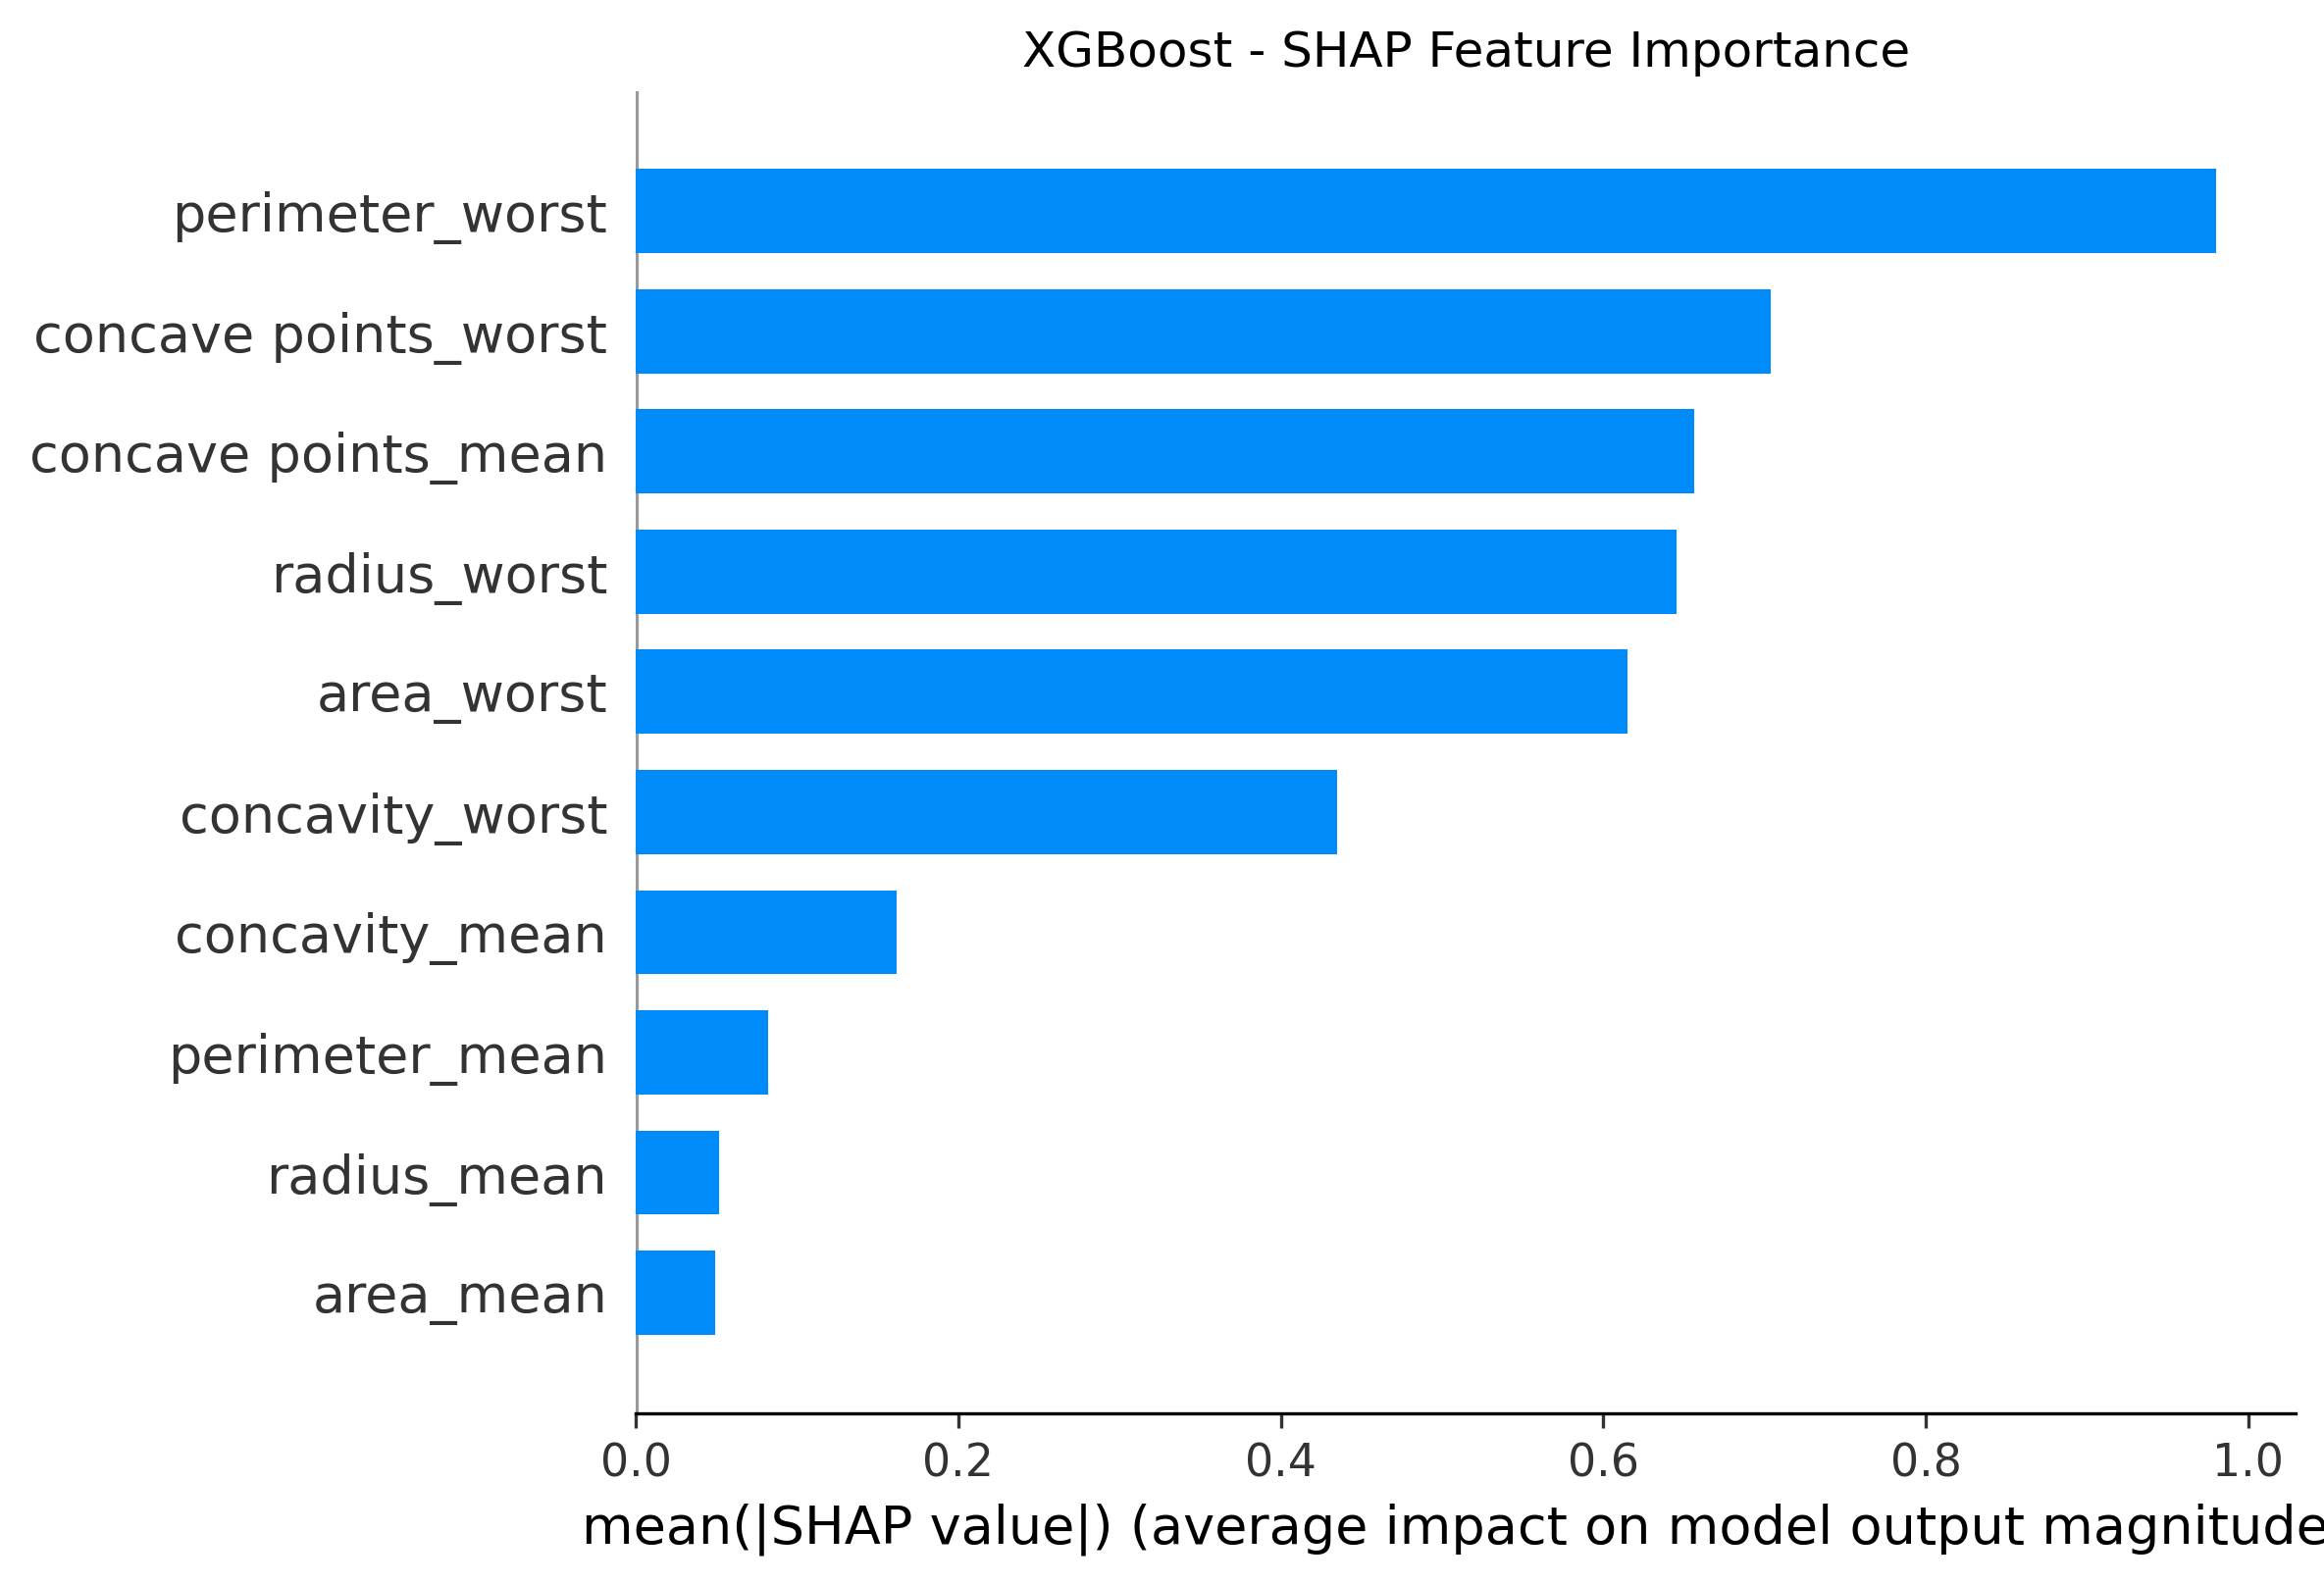 XGBoost - SHAP Feature Importance
perimeter_worst
concave points_worst
concave points_mean
radius_worst
area_worst
concavity_worst
concavity_mean
perimeter_mean
radius_mean
area_mean
0.0 0.2 0.4 0.6 0.8 1.0
mean(|SHAP value|) (average impact on model output magnitude